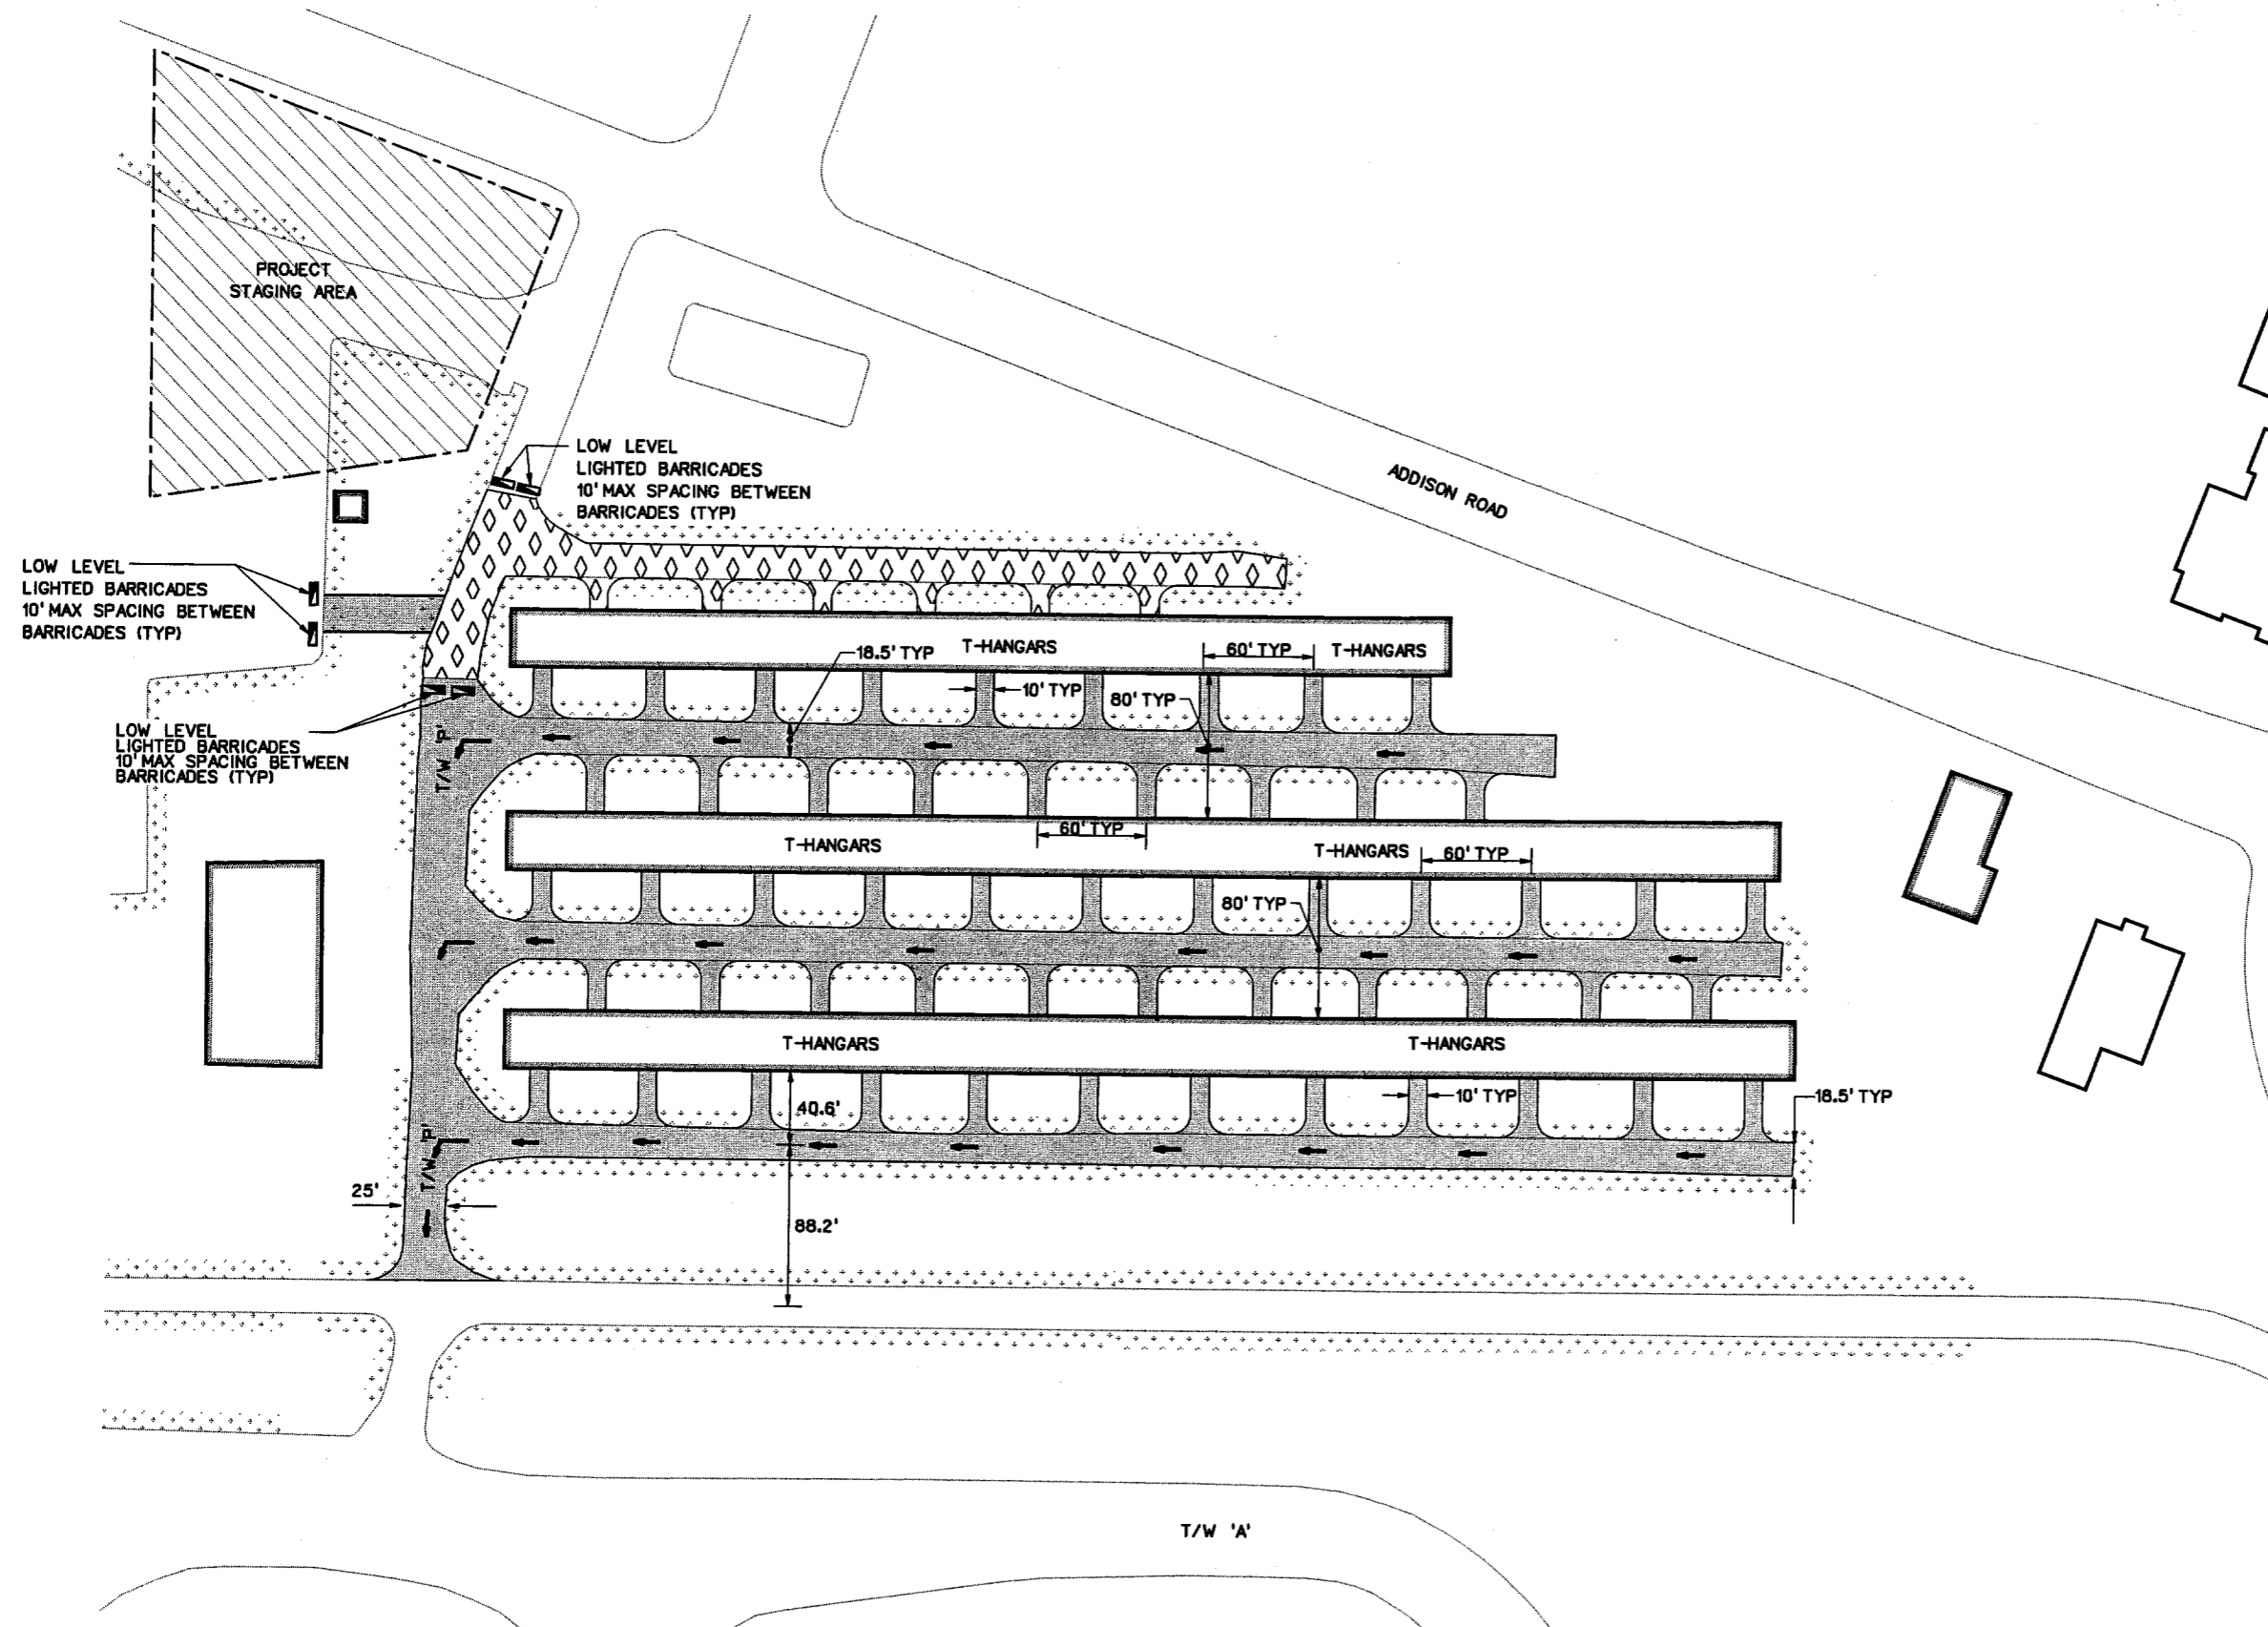 PROJECT
STAGING AREA
LOW LEVEL
LIGHTED BARRICADES
10' MAX SPACING BETWEEN
BARRICADES (TYP)
ADDISON ROAD
LOW LEVEL
LIGHTED BARRICADES
10' MAX SPACING BETWEEN
BARRICADES (TYP)
18.5' TYP
T-HANGARS
60' TYP
T-HANGARS
10' TYP
80' TYP
LOW LEVEL
LIGHTED BARRICADES
10' MAX SPACING BETWEEN
BARRICADES (TYP)
T/W 'P'
60' TYP
T-HANGARS
T-HANGARS
60' TYP
80' TYP
T-HANGARS
T-HANGARS
40.6'
10' TYP
18.5' TYP
T/W 'P'
25'
88.2'
T/W 'A'